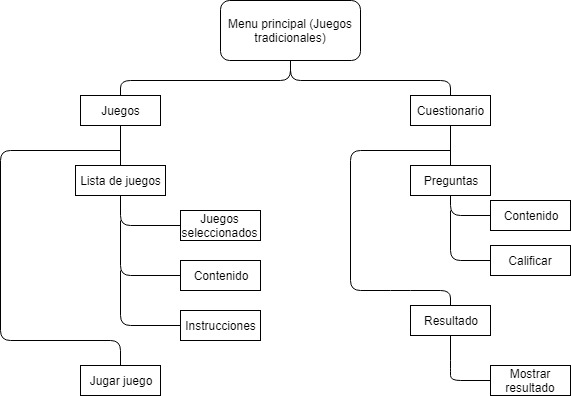 Menu principal (Juegos
tradicionales)
Juegos
Cuestionario
Lista de juegos
Preguntas
Juegos
seleccionados
Contenido
Contenido
Calificar
Instrucciones
Resultado
Jugar juego
Mostrar
resultado